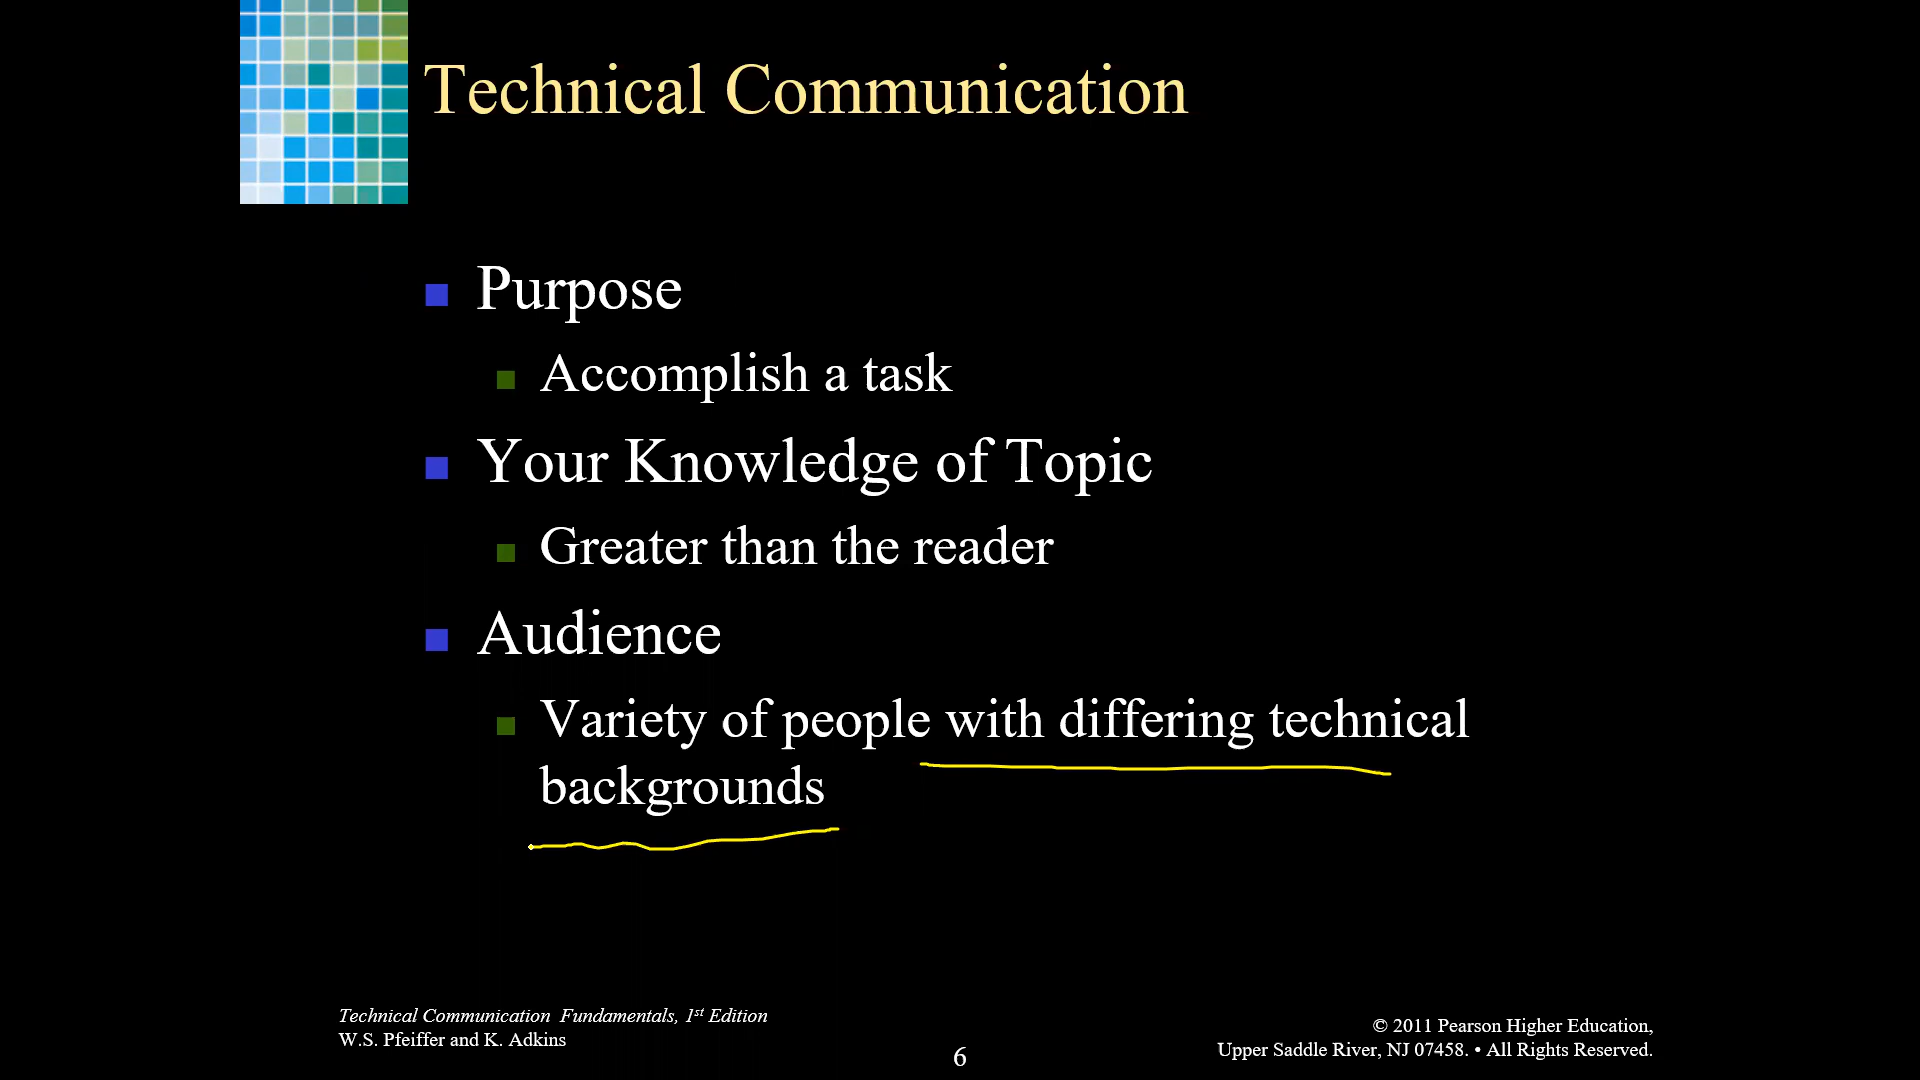 Technical Communication
Purpose
Accomplish a task
Your Knowledge of Topic
Greater than the reader
Audience
Variety of people with differing technical
backgrounds
Technical Communication Fundamentals, 1st Edition
W.S. Pfeiffer and K. Adkins
6
© 2011 Pearson Higher Education,
Upper Saddle River, NJ 07458. • All Rights Reserved.